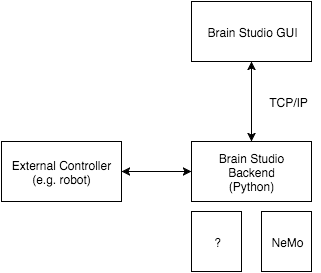 Brain Studio GUI
TCP/IP
External Controller
(e.g. robot)
Brain Studio
Backend
(Python)
?
NeMo